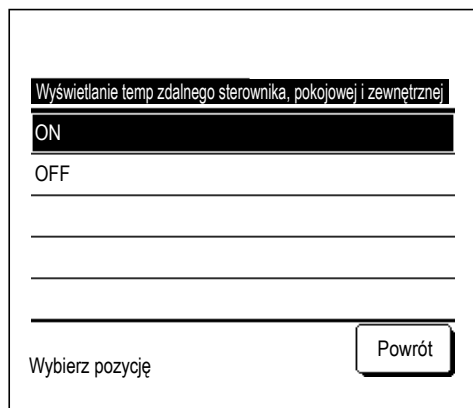 Wyświetlanie temp zdalnego sterownika, pokojowej i zewnętrznej
ON
OFF
Wybierz pozycję
Powrót